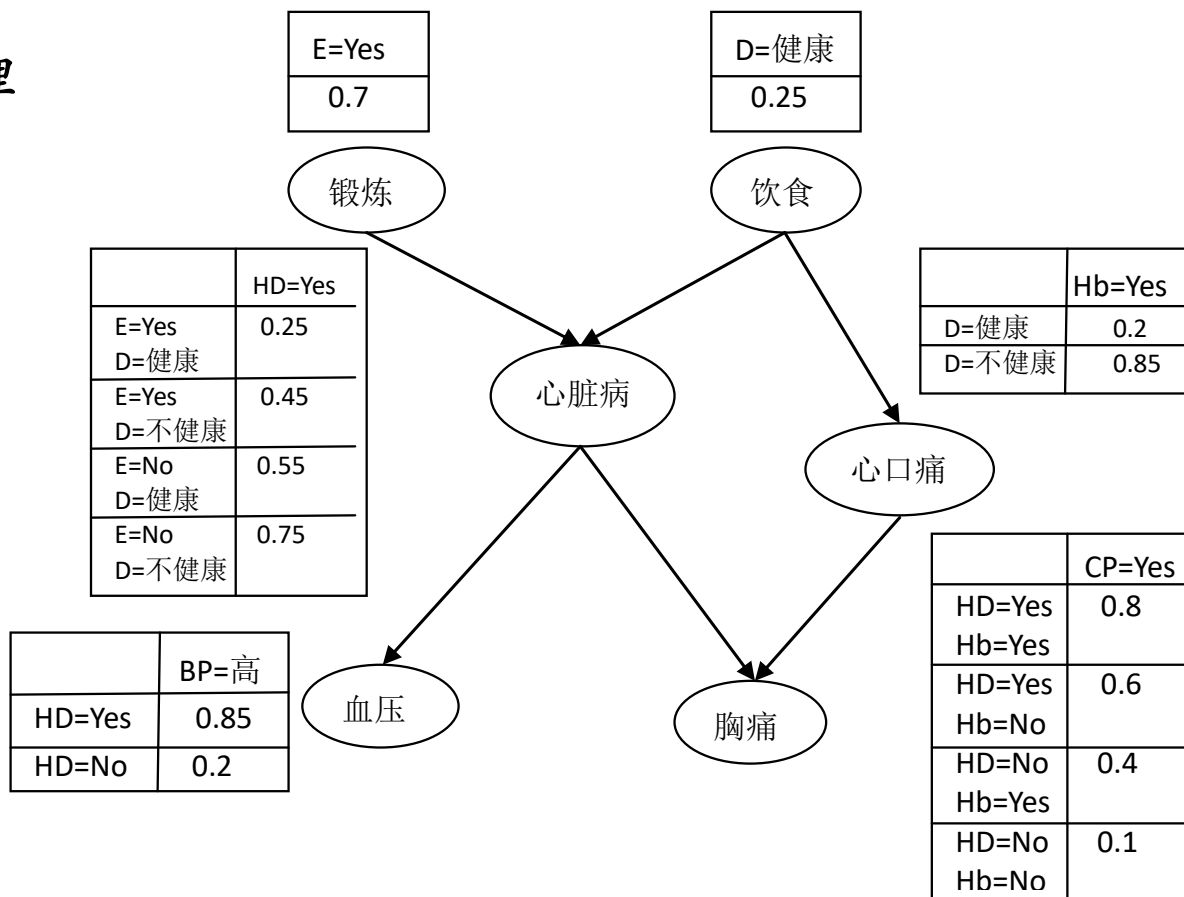 理
E=Yes
0.7
D=健康
0.25
锻炼
饮食
HD=Yes
E=Yes 0.25
D=健康
E=Yes 0.45
D=不健康
E=No 0.55
D=健康
E=No 0.75
D=不健康
Hb=Yes
D=健康 0.2
D=不健康 0.85
心脏病
心口痛
CP=Yes
HD=Yes 0.8
Hb=Yes
HD=Yes 0.6
Hb=No
HD=No 0.4
Hb=Yes
HD=No 0.1
Hb=No
BP=高
HD=Yes 0.85
HD=No 0.2
血压
胸痛